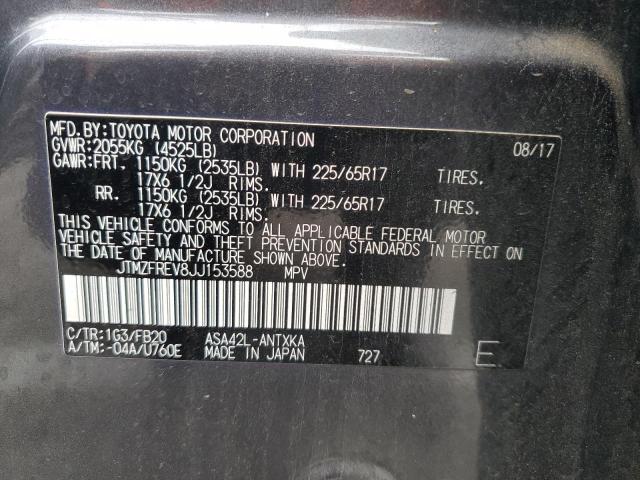 MFD.BY:TOYOTA MOTOR CORPORATION 08/17
GVWR:2055KG (4525LB)
GAWR:FRT. 1150KG (2535LB) WITH 225/65R17 TIRES,
17X6 1/2J RIMS.
RR. 1150KG (2535LB) WITH 225/65R17 TIRES,
17X6 1/2J RIMS.
THIS VEHICLE CONFORMS TO ALL APPLICABLE FEDERAL MOTOR
VEHICLE SAFETY AND THEFT PREVENTION STANDARDS IN EFFECT ON
THE DATE OF MANUFACTURE SHOWN ABOVE.
JTMZFREV8JJ153588 MPV
C/TR:1G3/FB20 ASA42L-ANTXKA
A/TM:-04A/U760E MADE IN JAPAN 727 E